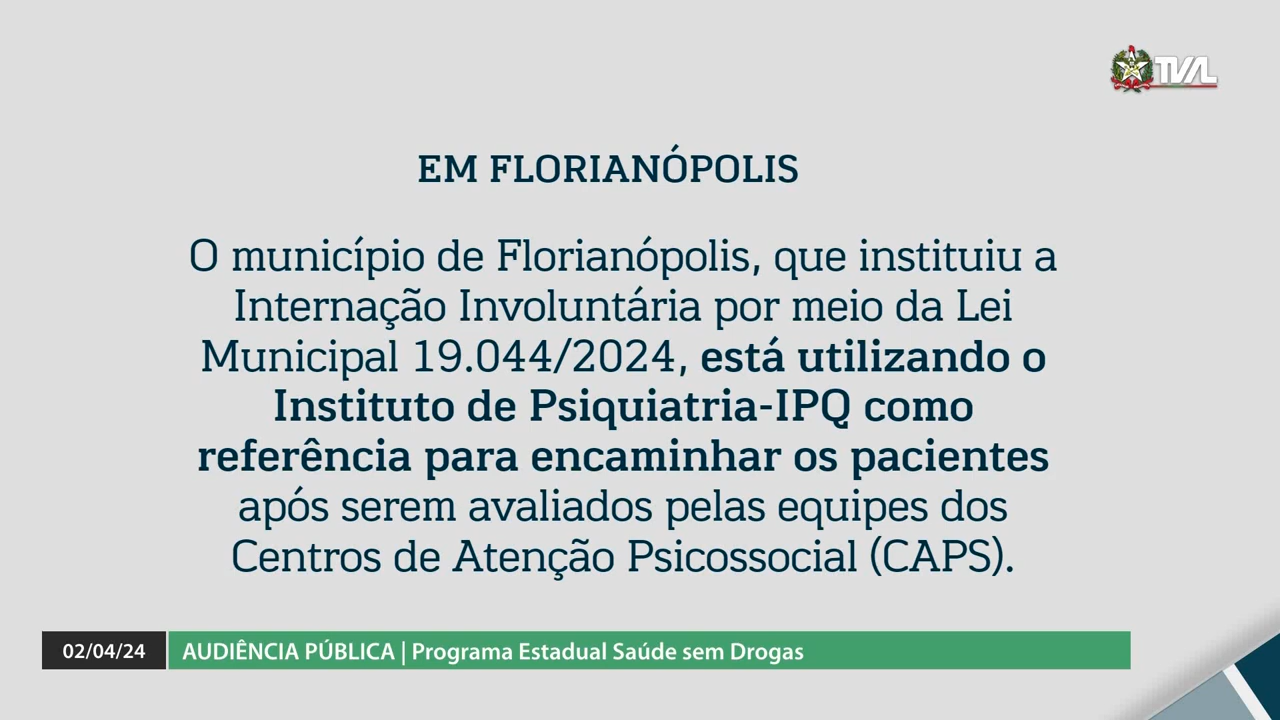 TVAL
EM FLORIANÓPOLIS
O município de Florianópolis, que instituiu a
Internação Involuntária por meio da Lei
Municipal 19.044/2024, está utilizando o
Instituto de Psiquiatria-IPQ como
referência para encaminhar os pacientes
após serem avaliados pelas equipes dos
Centros de Atenção Psicossocial (CAPS).
02/04/24 AUDIÊNCIA PÚBLICA | Programa Estadual Saúde sem Drogas